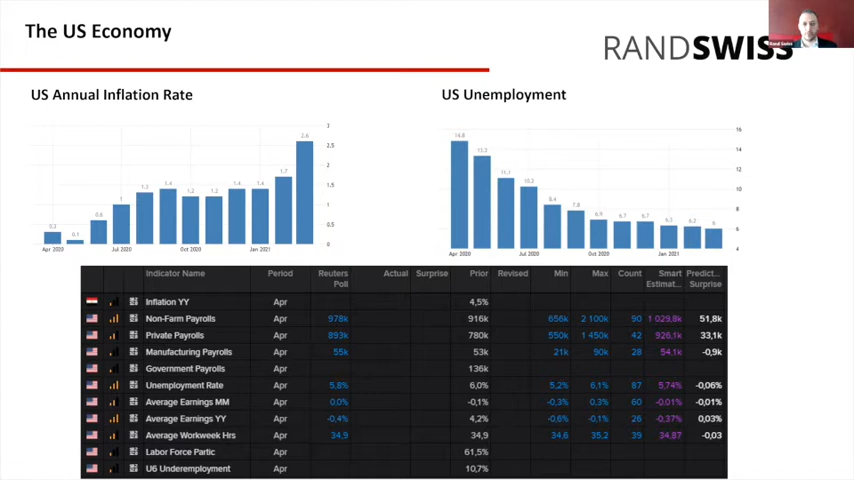 The US Economy
RANDSWISS
Rand Swiss
US Annual Inflation Rate
US Unemployment
3
2.5
2
1.5
1
0.5
0
0.2
0.1
0.6
1
1.3
1.4
1.2
1.2
1.4
1.4
1.7
2.6
Apr 2020
Jul 2020
Oct 2020
Jan 2021
16
14
12
10
8
6
4
14.8
13.3
11.1
10.2
8.4
7.8
6.9
6.7
6.7
6.3
6.2
6
Apr 2020
Jul 2020
Oct 2020
Jan 2021
Indicator Name Period Reuters Poll Actual Surprise Prior Revised Min Max Count Smart Estimat... Predict... Surprise
Inflation YY Apr 4,5%
Non-Farm Payrolls Apr 978k 916k 656k 2 100k 90 1 029,8k 51,8k
Private Payrolls Apr 893k 780k 550k 1 450k 42 926,1k 33,1k
Manufacturing Payrolls Apr 55k 53k 21k 90k 28 54,1k -0,9k
Government Payrolls Apr 136k
Unemployment Rate Apr 5,8% 6,0% 5,2% 6,1% 87 5,74% -0,06%
Average Earnings MM Apr 0,0% -0,1% -0,3% 0,3% 60 -0,01% -0,01%
Average Earnings YY Apr -0,4% 4,2% -0,6% -0,1% 26 -0,37% 0,03%
Average Workweek Hrs Apr 34,9 34,9 34,6 35,2 39 34,87 -0,03
Labor Force Partic Apr 61,5%
U6 Underemployment Apr 10,7%